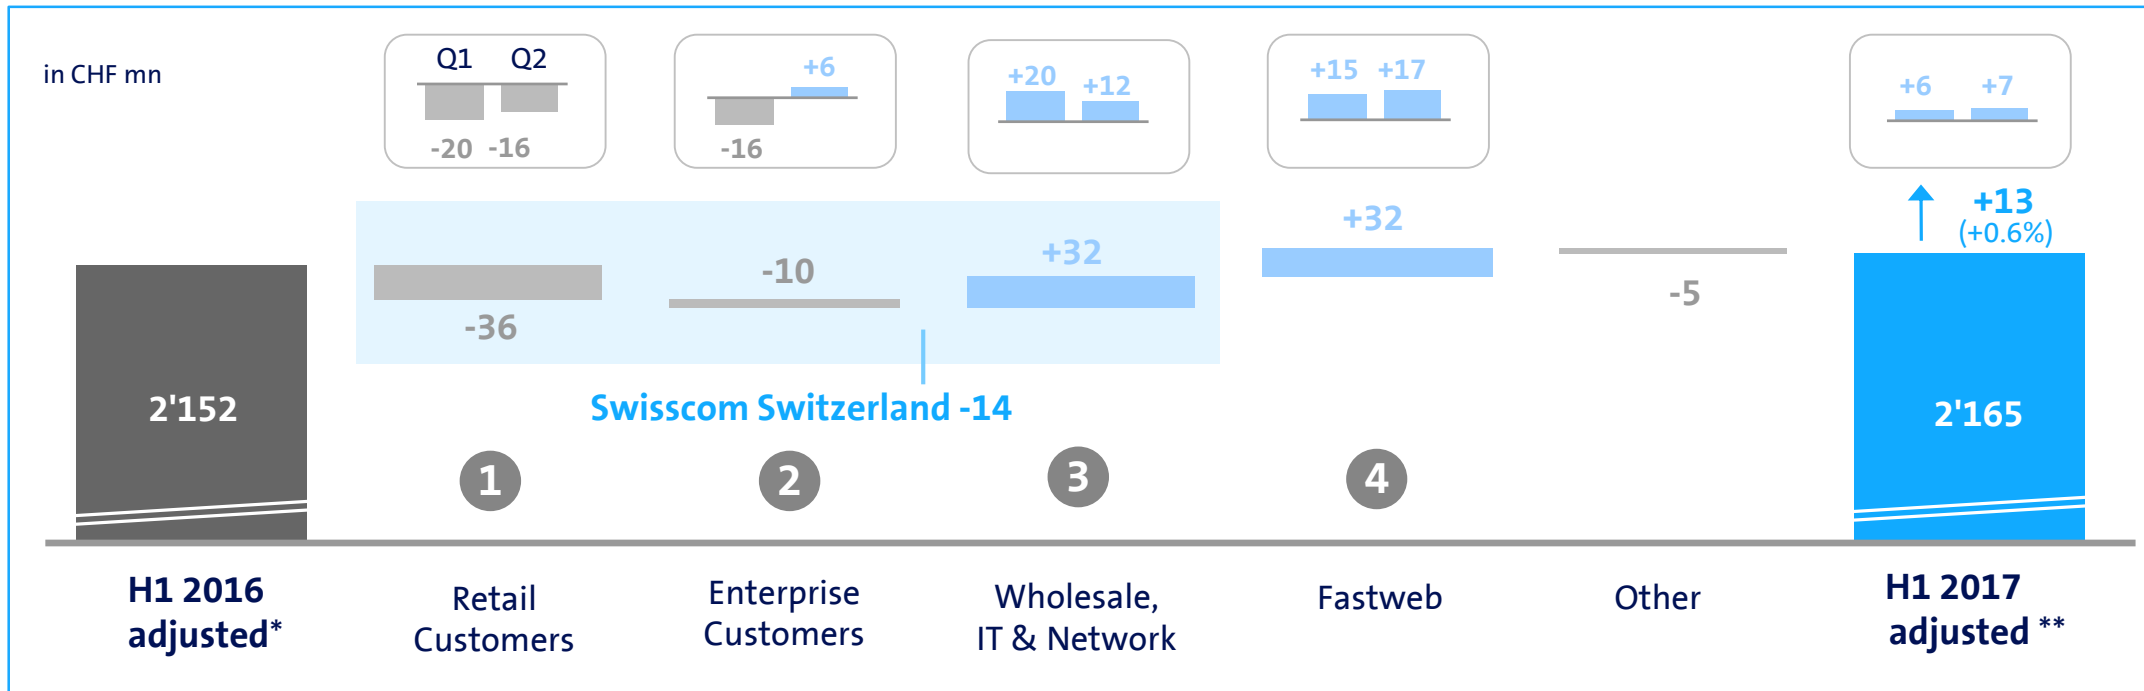 in CHF mn
Q1 Q2
-20 -16
+6
-16
+20 +12
+15 +17
+6 +7
+13
(+0.6%)
+32
+32
-10
-36
-5
2'152
Swisscom Switzerland -14
2'165
1 2 3 4
H1 2016
adjusted*
Retail
Customers
Enterprise
Customers
Wholesale,
IT & Network
Fastweb
Other
H1 2017
adjusted **